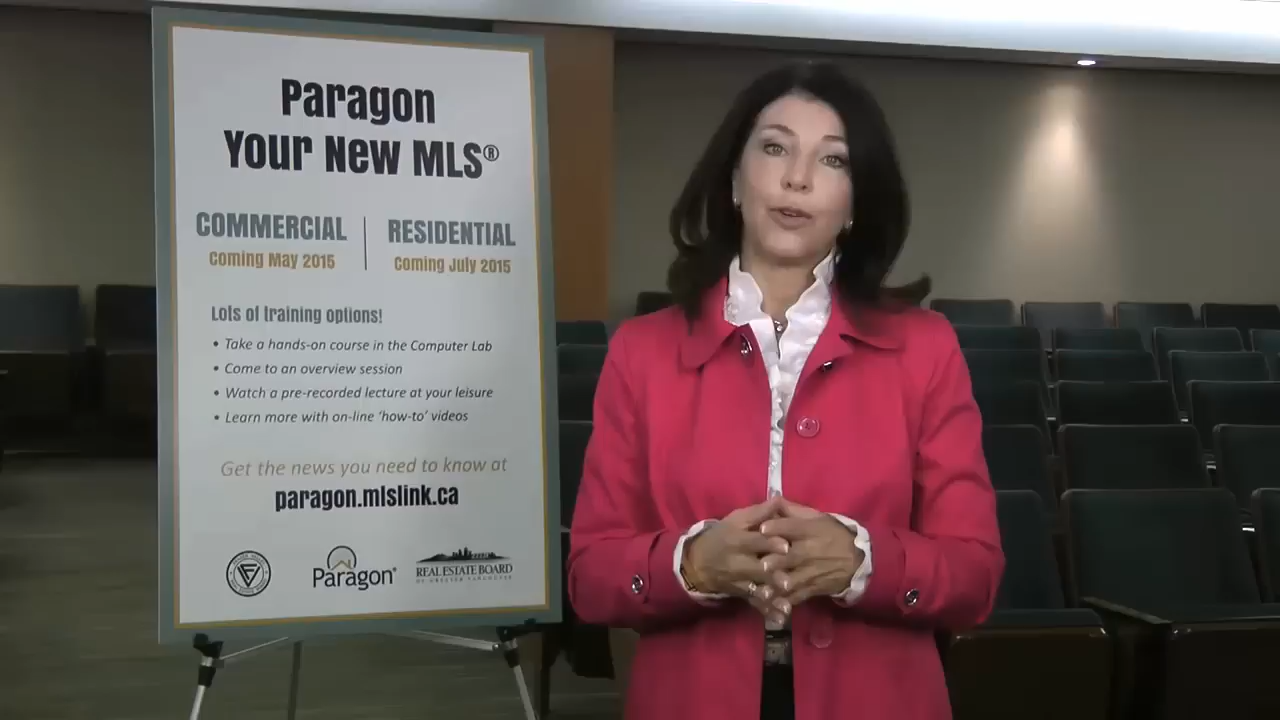 Paragon
Your New MLS®
COMMERCIAL
Coming May 2015
RESIDENTIAL
Coming July 2015
Lots of training options!
• Take a hands-on course in the Computer Lab
• Come to an overview session
• Watch a pre-recorded lecture at your leisure
• Learn more with on-line 'how-to' videos
Get the news you need to know at
paragon.mlslink.ca
Paragon®
REAL ESTATE BOARD
OF GREATER VANCOUVER